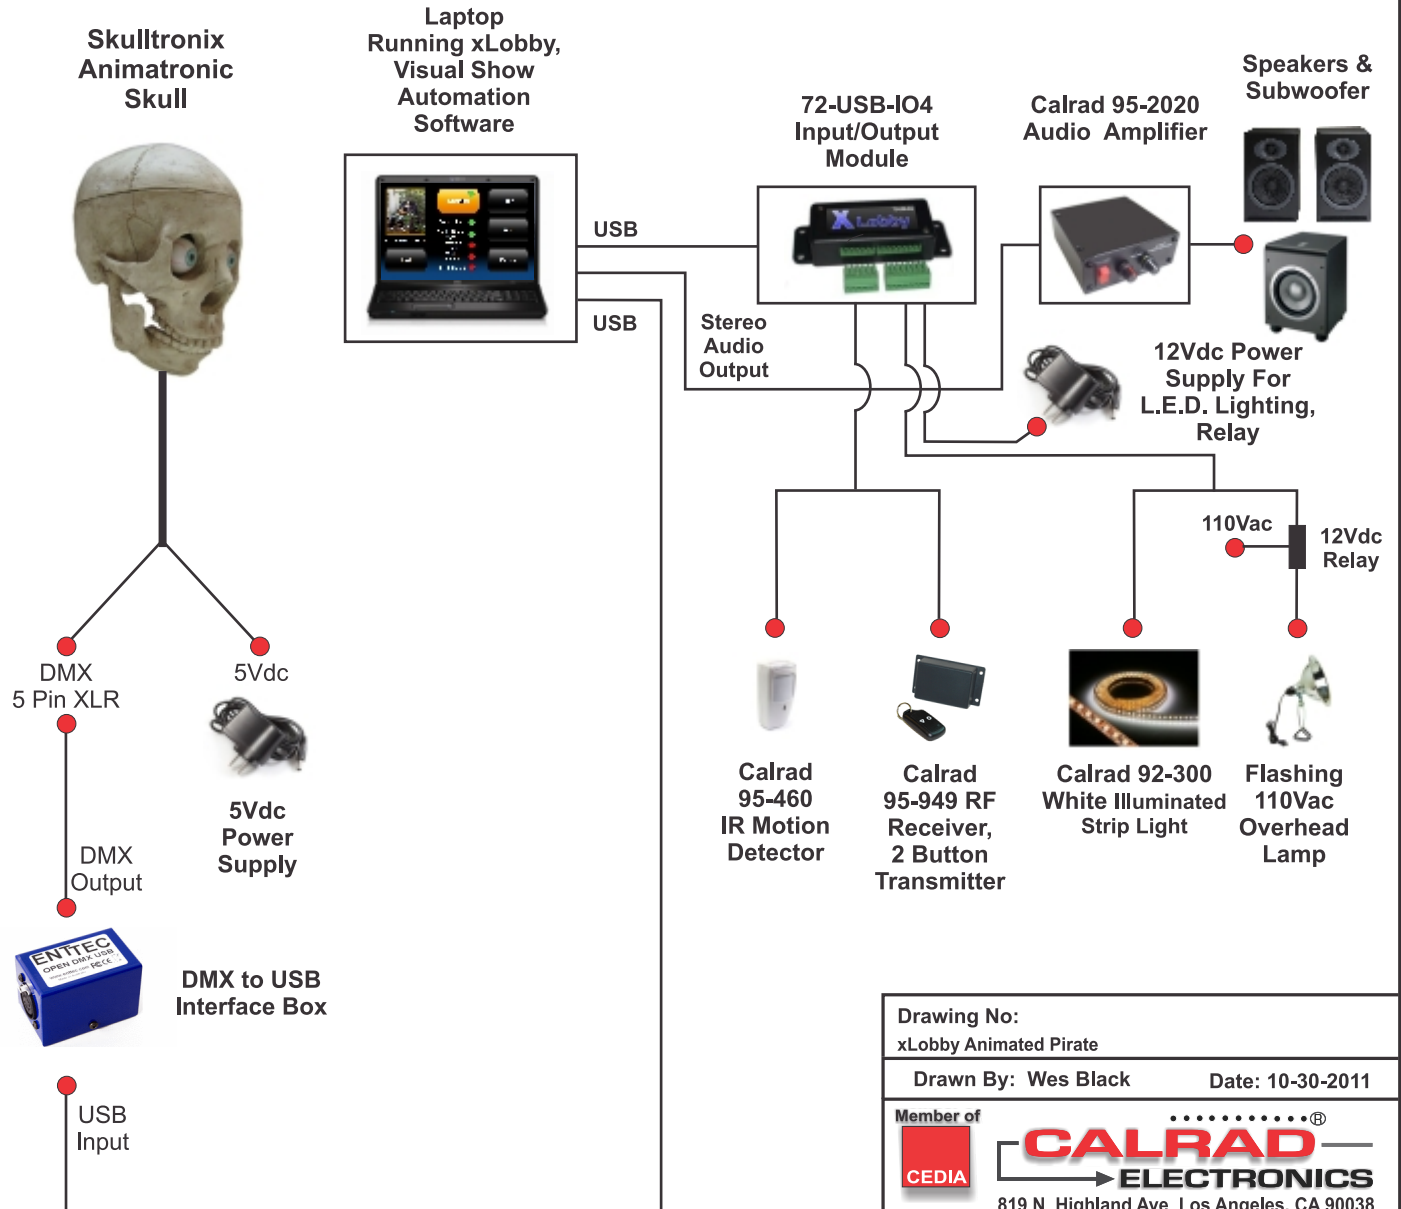 Skulltronix
Animatronic
Skull
Laptop
Running xLobby,
Visual Show
Automation
Software
72-USB-IO4
Input/Output
Module
Calrad 95-2020
Audio Amplifier
Speakers &
Subwoofer
X Lobby
USB
USB
Stereo
Audio
Output
12Vdc Power
Supply For
L.E.D. Lighting,
Relay
110Vac
12Vdc
Relay
DMX
5 Pin XLR
5Vdc
5Vdc
Power
Supply
Calrad
95-460
IR Motion
Detector
Calrad
95-949 RF
Receiver,
2 Button
Transmitter
Calrad 92-300
White Illuminated
Strip Light
Flashing
110Vac
Overhead
Lamp
DMX
Output
ENTTEC
OPEN DMX USB
DMX to USB
Interface Box
USB
Input
Drawing No:
xLobby Animated Pirate
Drawn By: Wes Black
Date: 10-30-2011
Member of
CEDIA
CALRAD ®
ELECTRONICS
819 N. Highland Ave. Los Angeles, CA 90038